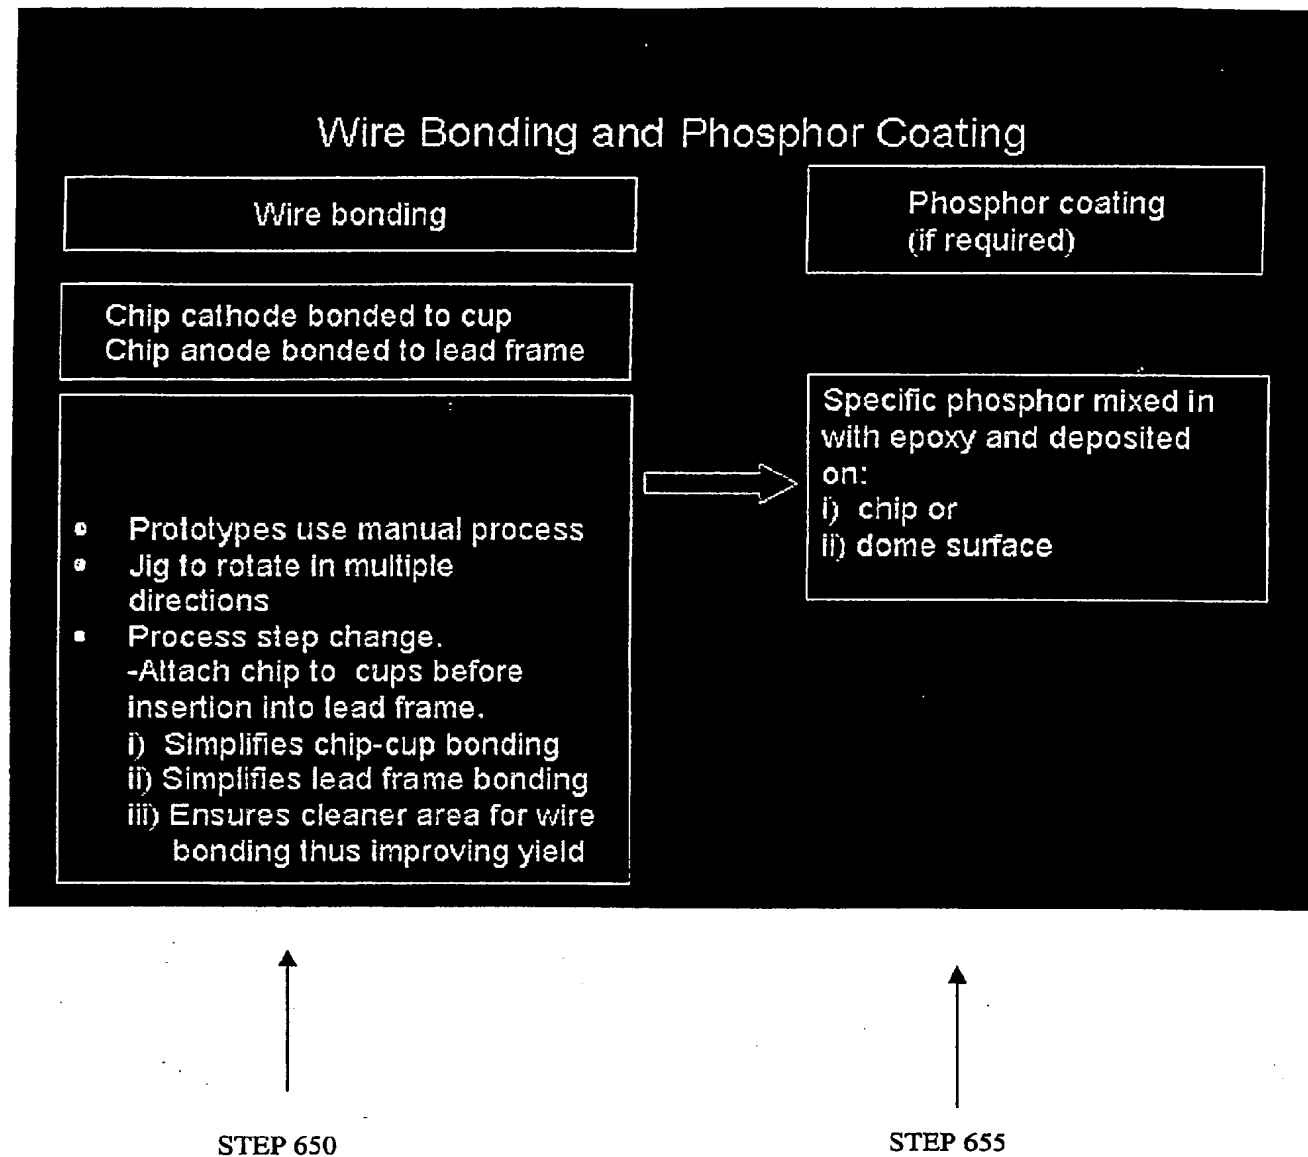 Wire Bonding and Phosphor Coating
Wire bonding
Chip cathode bonded to cup
Chip anode bonded to lead frame
• Prototypes use manual process
• Jig to rotate in multiple
directions
• Process step change.
-Attach chip to cups before
insertion into lead frame.
i) Simplifies chip-cup bonding
ii) Simplifies lead frame bonding
iii) Ensures cleaner area for wire
bonding thus improving yield
Phosphor coating
(if required)
Specific phosphor mixed in
with epoxy and deposited
on:
i) chip or
ii) dome surface
STEP 650
STEP 655